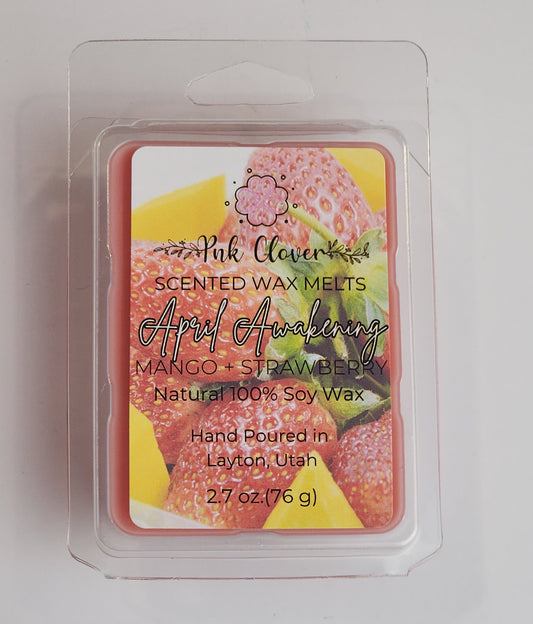 Pnk Clover
SCENTED WAX MELTS
April Awakening
MANGO + STRAWBERRY
Natural 100% Soy Wax
Hand Poured in
Layton, Utah
2.7 oz.(76 g)